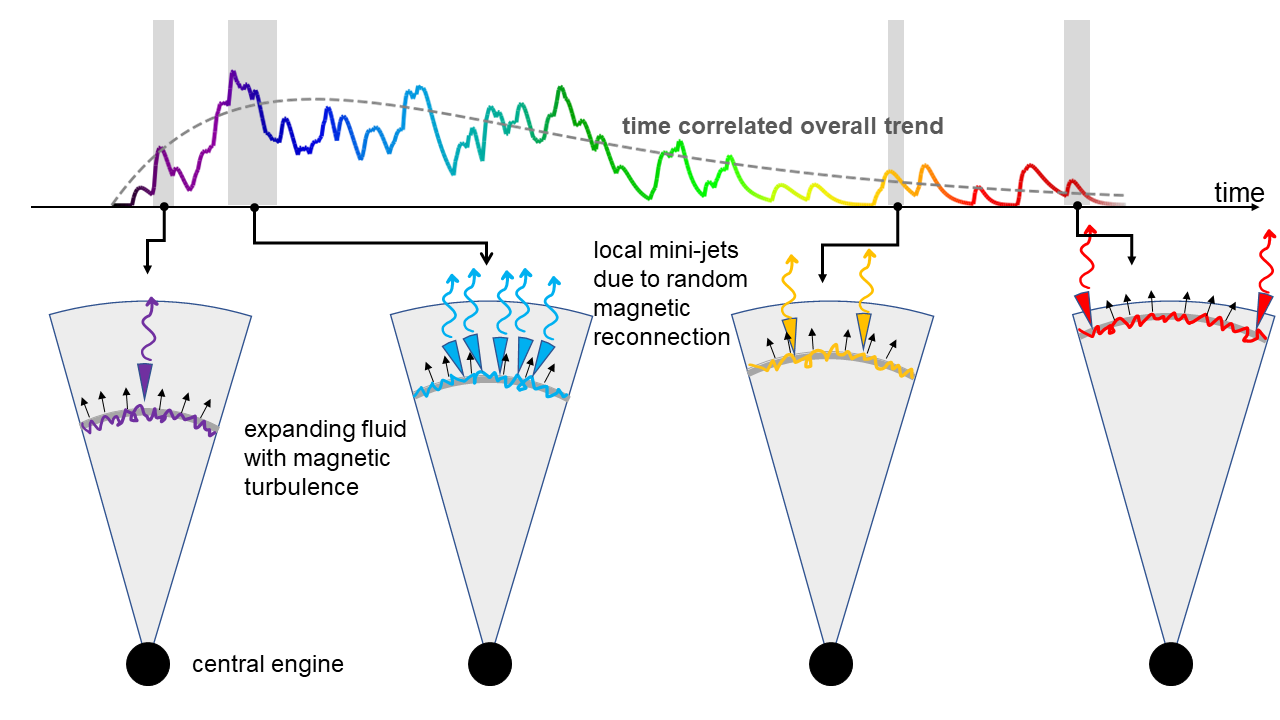 time correlated overall trend
time
local mini-jets
due to random
magnetic
reconnection
expanding fluid
with magnetic
turbulence
central engine